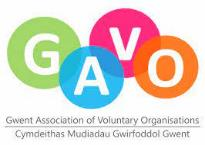 GAVO
Gwent Association of Voluntary Organisations
Cymdeithas Mudiadau Gwirfoddol Gwent